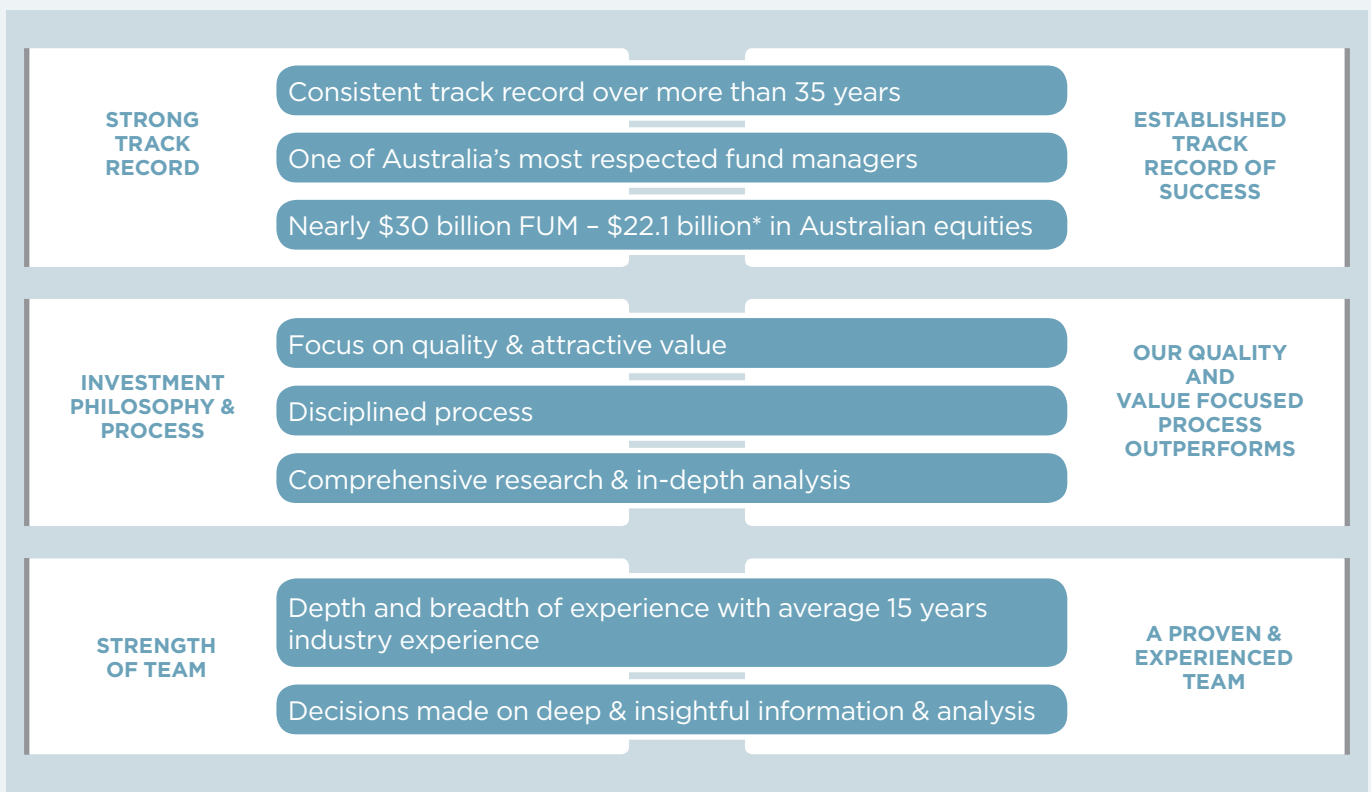 STRONG
TRACK
RECORD
Consistent track record over more than 35 years
One of Australia’s most respected fund managers
Nearly $30 billion FUM – $22.1 billion* in Australian equities
ESTABLISHED
TRACK
RECORD OF
SUCCESS
INVESTMENT
PHILOSOPHY &
PROCESS
Focus on quality & attractive value
Disciplined process
Comprehensive research & in-depth analysis
OUR QUALITY
AND
VALUE FOCUSED
PROCESS
OUTPERFORMS
STRENGTH
OF TEAM
Depth and breadth of experience with average 15 years
industry experience
Decisions made on deep & insightful information & analysis
A PROVEN &
EXPERIENCED
TEAM